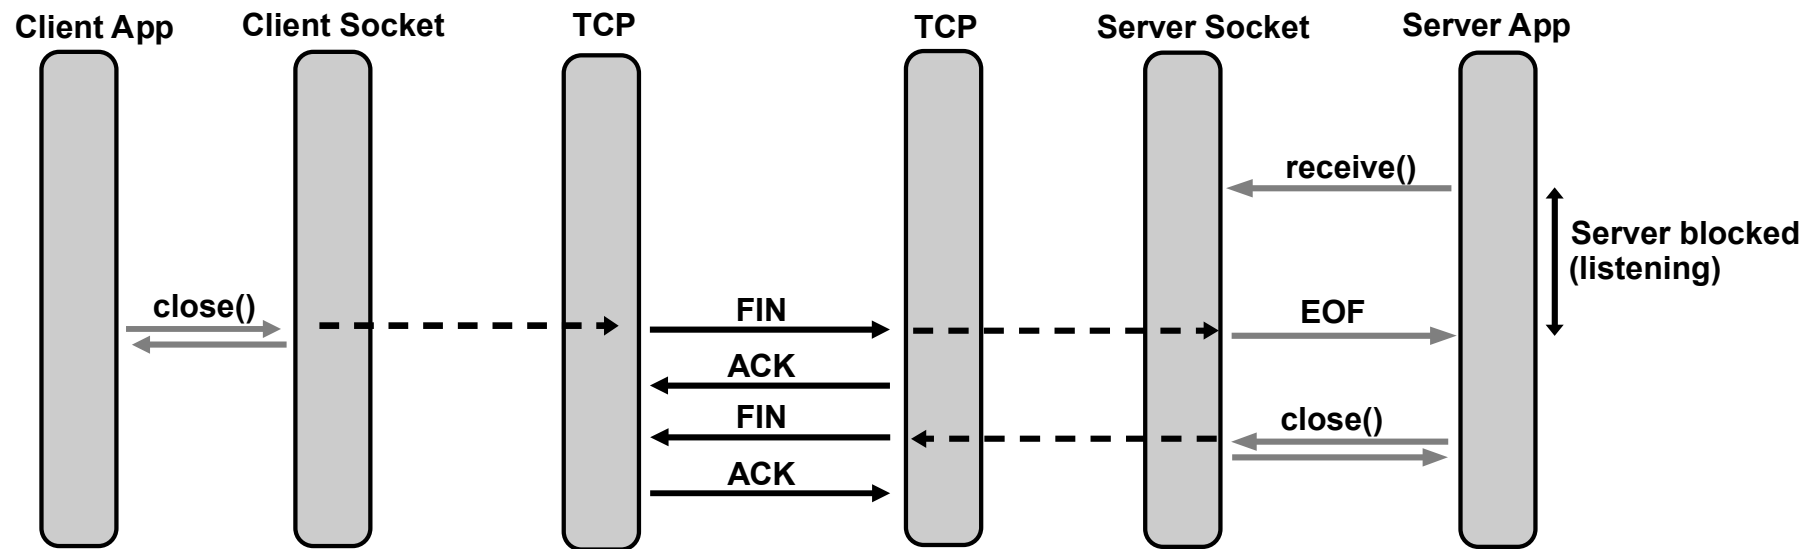 Client App
Client Socket
TCP
TCP
Server Socket
Server App
receive()
Server blocked
(listening)
close()
FIN
EOF
ACK
FIN
close()
ACK